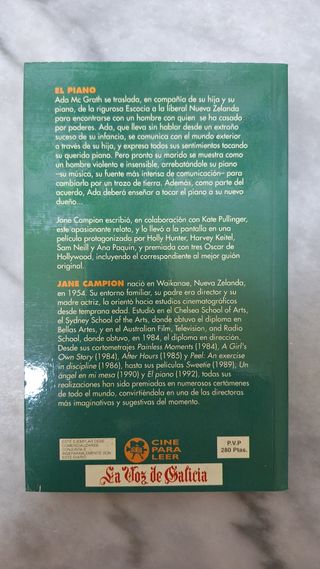 EL PIANO
Ada Mc Grath se traslada, en compañía de su hija y su
piano, de la rigurosa Escocia a la liberal Nueva Zelanda
para encontrarse con un hombre con quien se ha casado
por poderes. Ada, que lleva sin hablar desde un extraño
suceso de su infancia, se comunica con el mundo exterior
a través de su hija, y expresa todos sus sentimientos tocando
su querido piano. Pero pronto su marido se muestra como
un hombre violento e insensible, arrebatándole su piano
–su música, su fuente más intensa de comunicación– para
cambiarlo por un trozo de tierra. Además, como parte del
acuerdo, Ada deberá enseñar a tocar el piano a su nuevo
dueño...
Jane Campion escribió, en colaboración con Kate Pullinger,
este apasionante relato, y lo llevó a la pantalla en una
película protagonizada por Holly Hunter, Harvey Keitel,
Sam Neill y Ana Paquin, y premiada con tres Oscar de
Hollywood, incluyendo el correspondiente al mejor guión
original.
JANE CAMPION nació en Waikanae, Nueva Zelanda,
en 1954. Su entorno familiar, su padre era director y su
madre actriz, la orientó hacia estudios cinematográficos
desde temprana edad. Estudió en el Chelsea School of Arts,
el Sydney School of the Arts, donde obtuvo el diploma en
Bellas Artes, y en el Australian Film, Television, and Radio
School, donde obtuvo, en 1984, el diploma en dirección.
Desde sus cortometrajes Painless Moments (1984), A Girl's
Own Story (1984), After Hours (1985) y Peel: An exercise
in discipline (1986), hasta sus películas Sweetie (1989), Un
ángel en mi mesa (1990) y El piano (1992), todas sus
realizaciones han sido premiadas en numerosos certámenes
de todo el mundo, convirtiéndola en una de las directoras
más imaginativas y sugestivas del momento.
ESTE EJEMPLAR DEBE
COMERCIALIZARSE
CONJUNTA E
INSEPARABLEMENTE CON
ESTE DIARIO
CINE
PARA
LEER
P.V.P
280 Ptas.
La Voz de Galicia